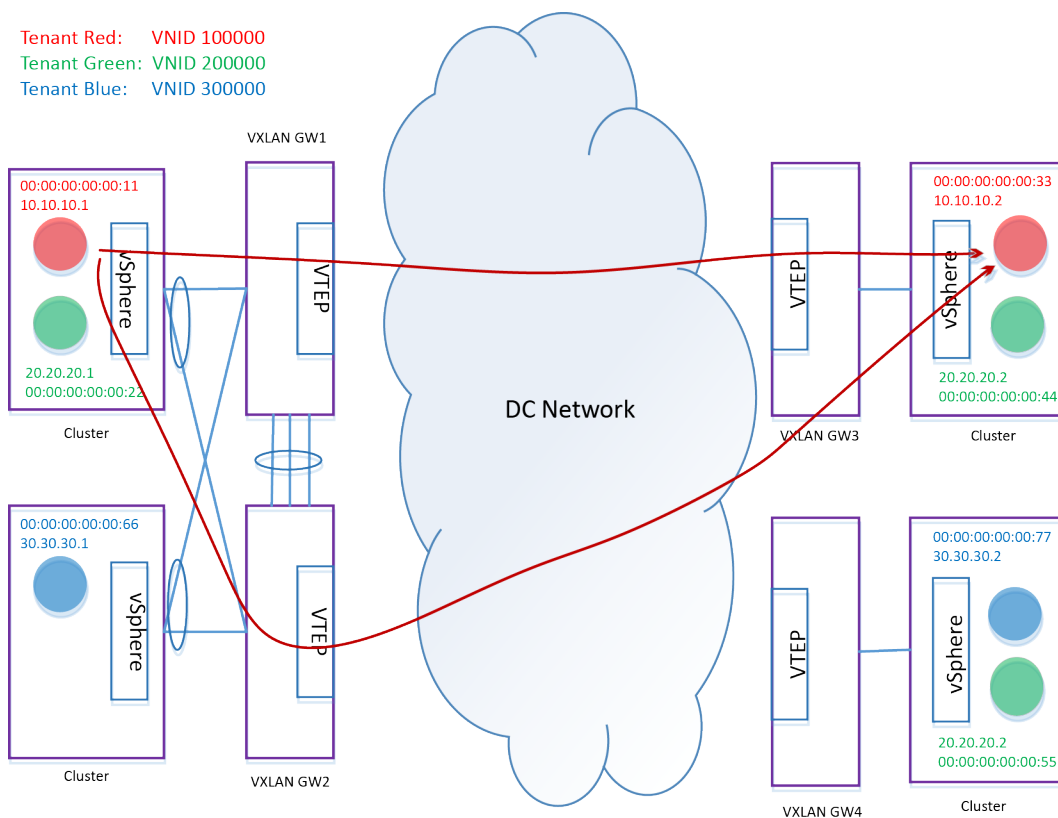 Tenant Red: VNID 100000
Tenant Green: VNID 200000
Tenant Blue: VNID 300000
VXLAN GW1
00:00:00:00:00:11
10.10.10.1
vSphere
20.20.20.1
00:00:00:00:00:22
Cluster
VTEP
DC Network
VTEP
VXLAN GW3
00:00:00:00:00:33
10.10.10.2
vSphere
20.20.20.2
00:00:00:00:00:44
Cluster
00:00:00:00:00:66
30.30.30.1
vSphere
Cluster
VTEP
VXLAN GW2
VTEP
VXLAN GW4
00:00:00:00:00:77
30.30.30.2
vSphere
20.20.20.2
00:00:00:00:00:55
Cluster